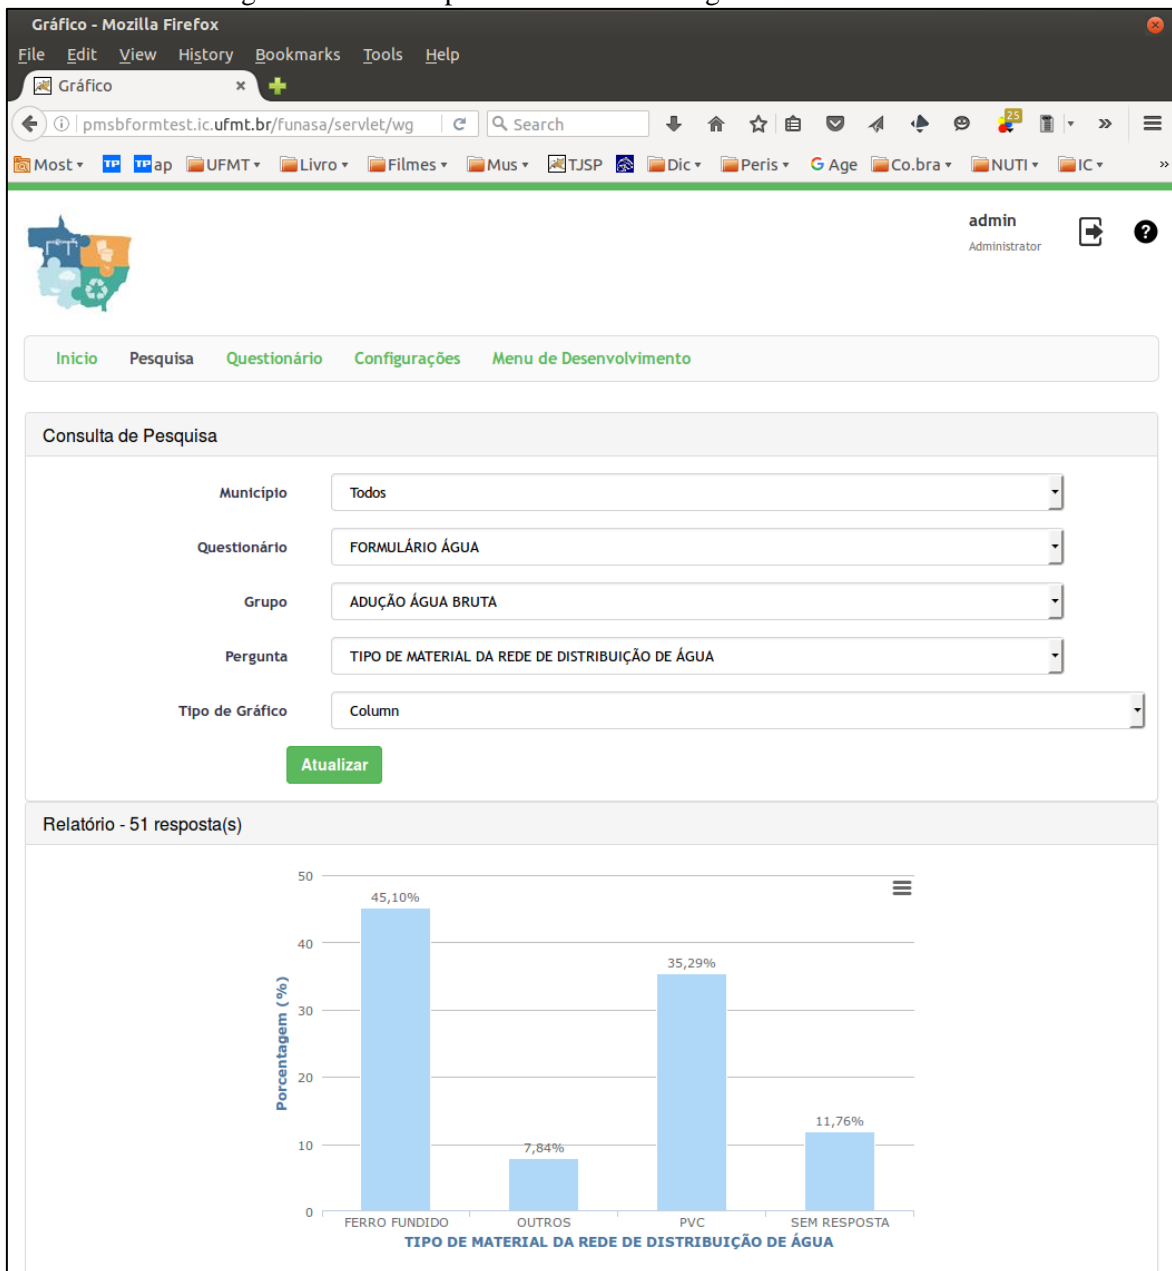 Gráfico - Mozilla Firefox
File Edit View History Bookmarks Tools Help
Gráfico
pmsbformtest.ic.ufmt.br/funasa/servlet/wg Search 25
Most TP TP ap UFMT Livro Filmes Mus TJSP Dic Peris G Age Co.bra NUTI IC »
admin
Administrator
Inicio Pesquisa Questionário Configurações Menu de Desenvolvimento
Consulta de Pesquisa
Município Todos
Questionário FORMULÁRIO ÁGUA
Grupo ADUÇÃO ÁGUA BRUTA
Pergunta TIPO DE MATERIAL DA REDE DE DISTRIBUIÇÃO DE ÁGUA
Tipo de Gráfico Column
Atualizar
Relatório - 51 resposta(s)
Porcentagem (%)
50
40
30
20
10
0
45,10%
7,84%
35,29%
11,76%
FERRO FUNDIDO OUTROS PVC SEM RESPOSTA
TIPO DE MATERIAL DA REDE DE DISTRIBUIÇÃO DE ÁGUA